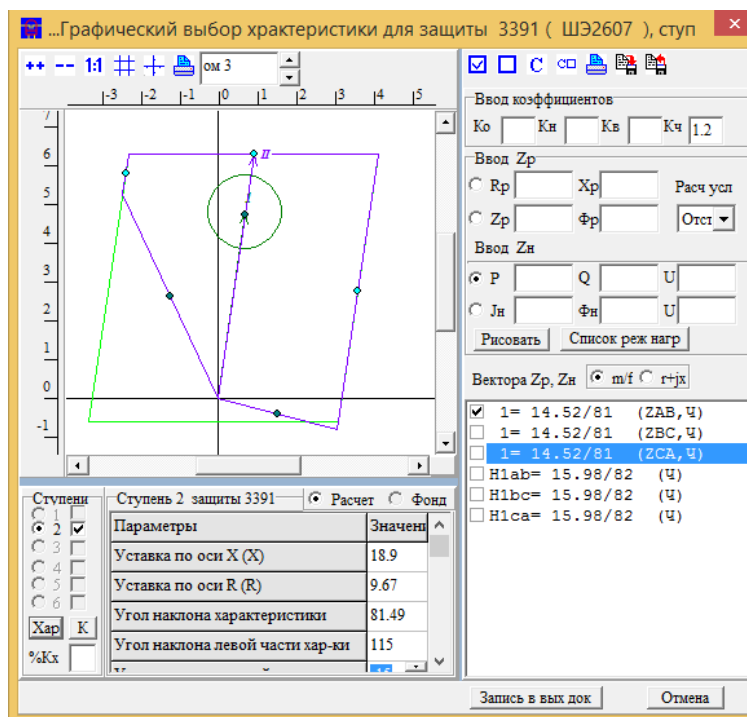 ...Графический выбор храктеристики для защиты 3391 ( ШЭ2607 ), ступ
++ -- 1:1 ом 3
-3 -2 -1 0 1 2 3 4 5
7
6
5
4
3
2
1
0
-1
II
C
Ввод коэффициентов
Ко Кн Кв Кч 1.2
Ввод Zр
Rр Xр Расч усл
Zр Фр Отст
Ввод Zн
P Q U
Jн Фн U
Рисовать Список реж нагр
Вектора Zр, Zн m/f r+jx
1= 14.52/81 (ZAB,Ч)
1= 14.52/81 (ZBC,Ч)
1= 14.52/81 (ZCA,Ч)
H1ab= 15.98/82 (Ч)
H1bc= 15.98/82 (Ч)
H1ca= 15.98/82 (Ч)
Ступени
1
2
3
4
5
6
Хар К
%Кх
Ступень 2 защиты 3391 Расчет Фонд
Параметры Значени
Уставка по оси X (X) 18.9
Уставка по оси R (R) 9.67
Угол наклона характеристики 81.49
Угол наклона левой части хар-ки 115
Запись в вых док Отмена